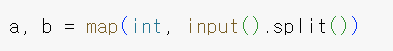 a, b = map(int, input().split())